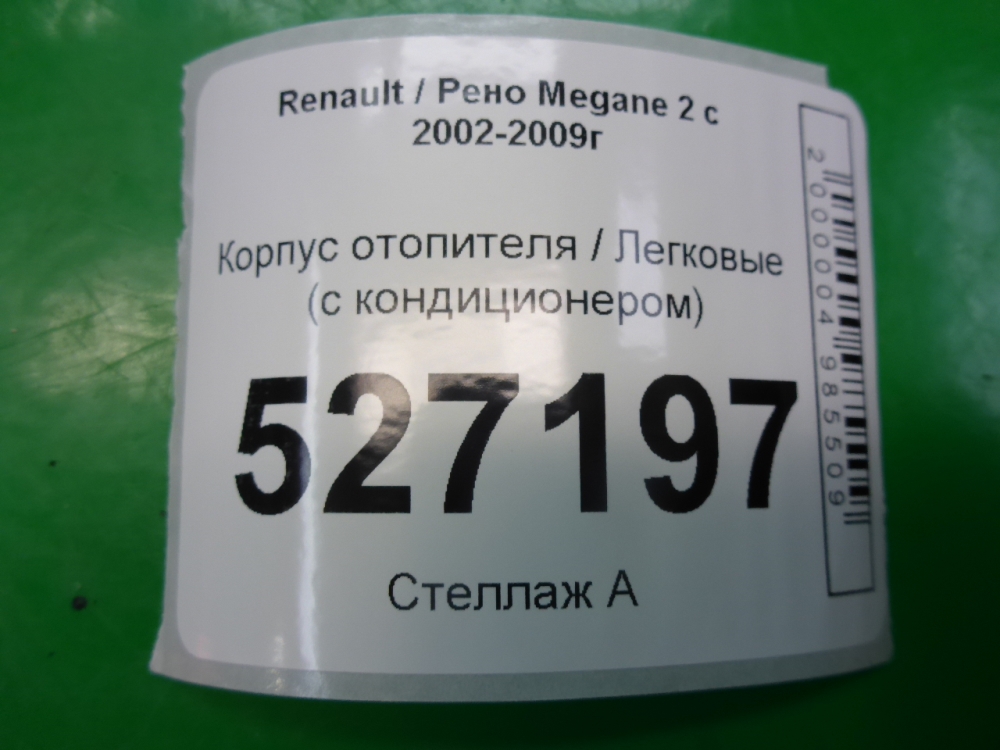 Renault / Рено Megane 2 с
2002-2009г
Корпус отопителя / Легковые
(с кондиционером)
527197
Стеллаж А
2000004985509